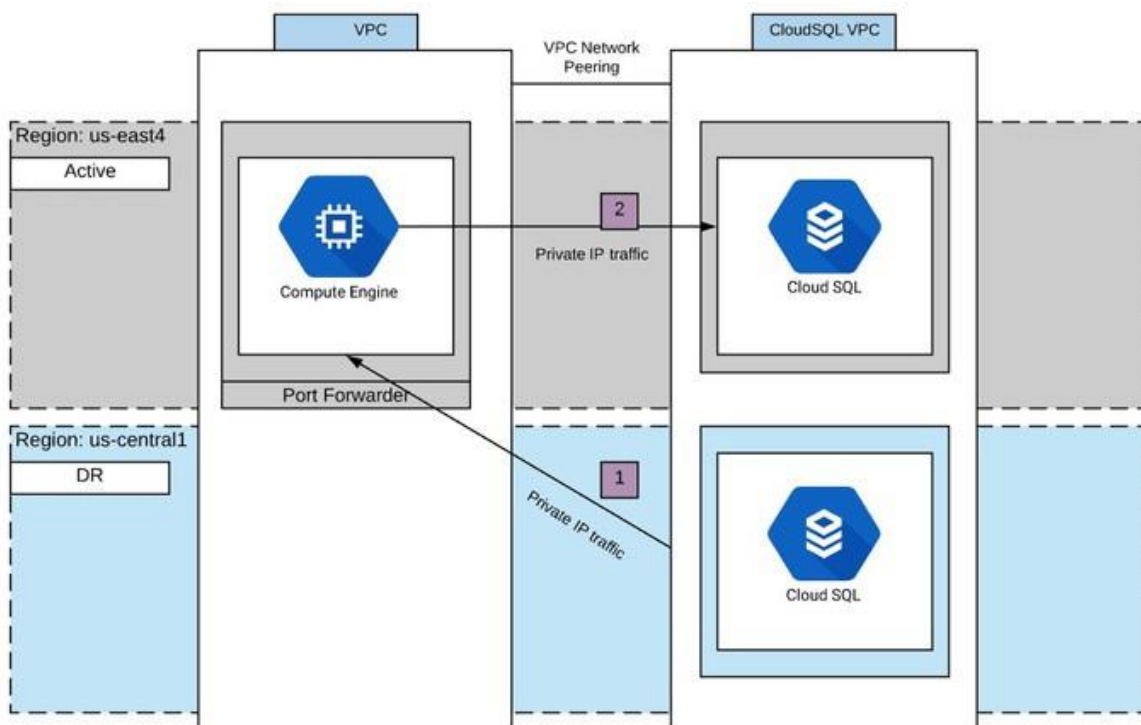 VPC
CloudSQL VPC
VPC Network
Peering
Region: us-east4
Active
2
Private IP traffic
Compute Engine
Cloud SQL
Port Forwarder
Region: us-central1
DR
1
Private IP traffic
Cloud SQL